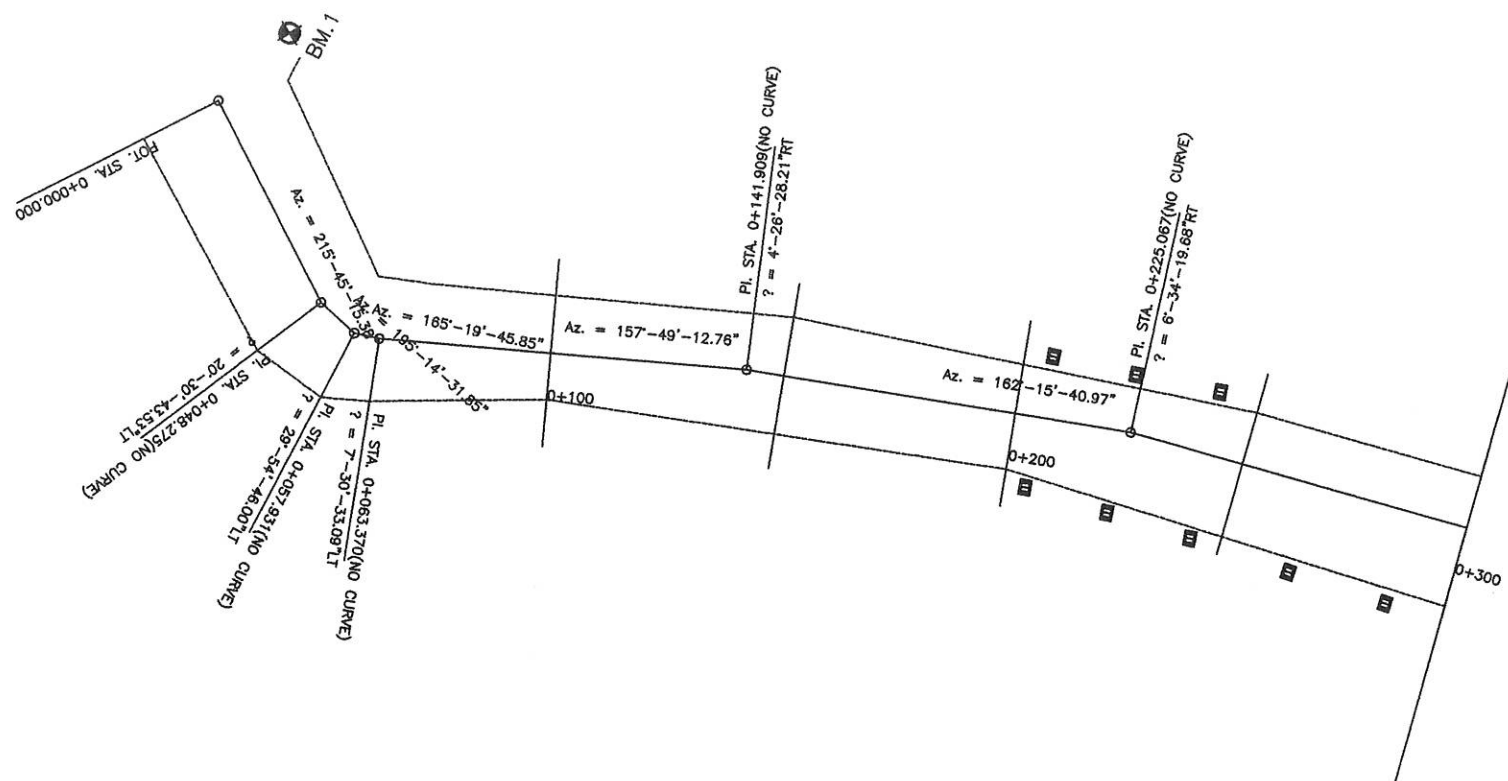 BM. 1
POT. STA. 0+000.000
Az. = 215'-45'-15.38"
PI. STA. 0+048.275(NO CURVE)
? = 20'-30'-43.53"LT
Az. = 195'-14'-31.85"
PI. STA. 0+057.931(NO CURVE)
? = 29'-54'-46.00"LT
Az. = 165'-19'-45.85"
PI. STA. 0+063.370(NO CURVE)
? = 7'-30'-33.09"LT
Az. = 157'-49'-12.76"
0+100
PI. STA. 0+141.909(NO CURVE)
? = 4'-26'-28.21"RT
Az. = 162'-15'-40.97"
0+200
PI. STA. 0+225.067(NO CURVE)
? = 6'-34'-19.68"RT
0+300